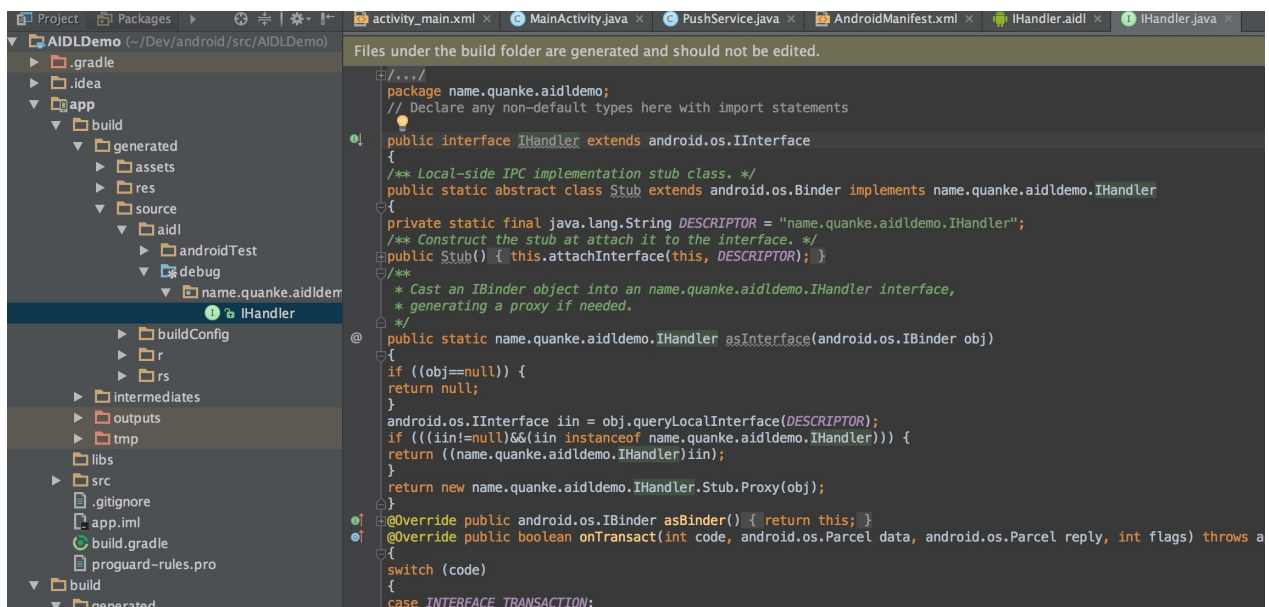 Project Packages
activity_main.xml MainActivity.java PushService.java AndroidManifest.xml IHandler.aidl IHandler.java
AIDLDemo (~/Dev/android/src/AIDLDemo)
.gradle
.idea
app
build
generated
assets
res
source
aidl
androidTest
debug
name.quanke.aidldem
IHandler
buildConfig
r
rs
intermediates
outputs
tmp
libs
src
.gitignore
app.iml
build.gradle
proguard-rules.pro
build
generated
Files under the build folder are generated and should not be edited.
/.../
package name.quanke.aidldemo;
// Declare any non-default types here with import statements
public interface IHandler extends android.os.IInterface
{
/** Local-side IPC implementation stub class. */
public static abstract class Stub extends android.os.Binder implements name.quanke.aidldemo.IHandler
{
private static final java.lang.String DESCRIPTOR = "name.quanke.aidldemo.IHandler";
/** Construct the stub at attach it to the interface. */
public Stub() { this.attachInterface(this, DESCRIPTOR); }
/**
* Cast an IBinder object into an name.quanke.aidldemo.IHandler interface,
* generating a proxy if needed.
*/
@ public static name.quanke.aidldemo.IHandler asInterface(android.os.IBinder obj)
{
if ((obj==null)) {
return null;
}
android.os.IInterface iin = obj.queryLocalInterface(DESCRIPTOR);
if (((iin!=null)&&(iin instanceof name.quanke.aidldemo.IHandler))) {
return ((name.quanke.aidldemo.IHandler)iin);
}
return new name.quanke.aidldemo.IHandler.Stub.Proxy(obj);
}
@Override public android.os.IBinder asBinder() { return this; }
@Override public boolean onTransact(int code, android.os.Parcel data, android.os.Parcel reply, int flags) throws a
{
switch (code)
{
case INTERFACE_TRANSACTION: